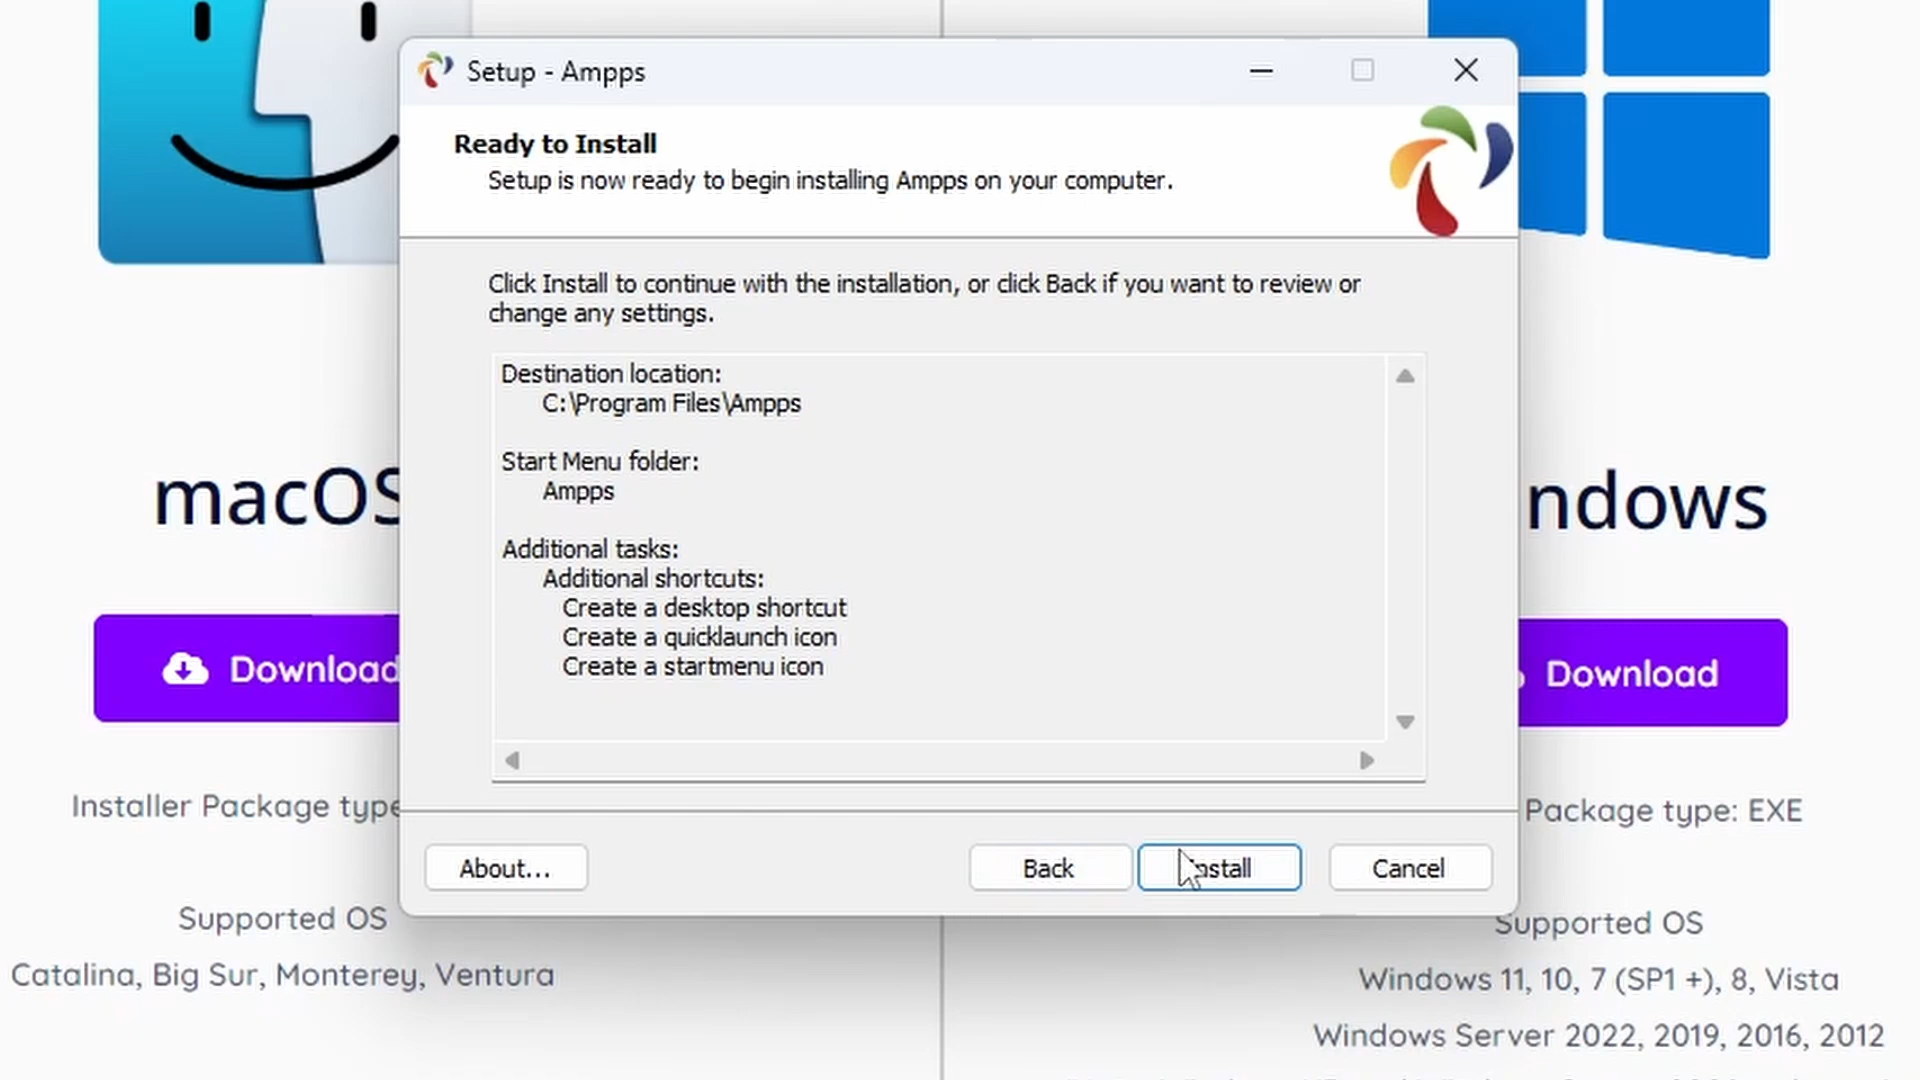 Setup - Ampps
Ready to Install
Setup is now ready to begin installing Ampps on your computer.
Click Install to continue with the installation, or click Back if you want to review or
change any settings.
Destination location:
C:\Program Files\Ampps
Start Menu folder:
Ampps
Additional tasks:
Additional shortcuts:
Create a desktop shortcut
Create a quicklaunch icon
Create a startmenu icon
About...
Back
Install
Cancel
macOS
Download
Installer Package type
Supported OS
Catalina, Big Sur, Monterey, Ventura
ndows
Download
Package type: EXE
Supported OS
Windows 11, 10, 7 (SP1 +), 8, Vista
Windows Server 2022, 2019, 2016, 2012